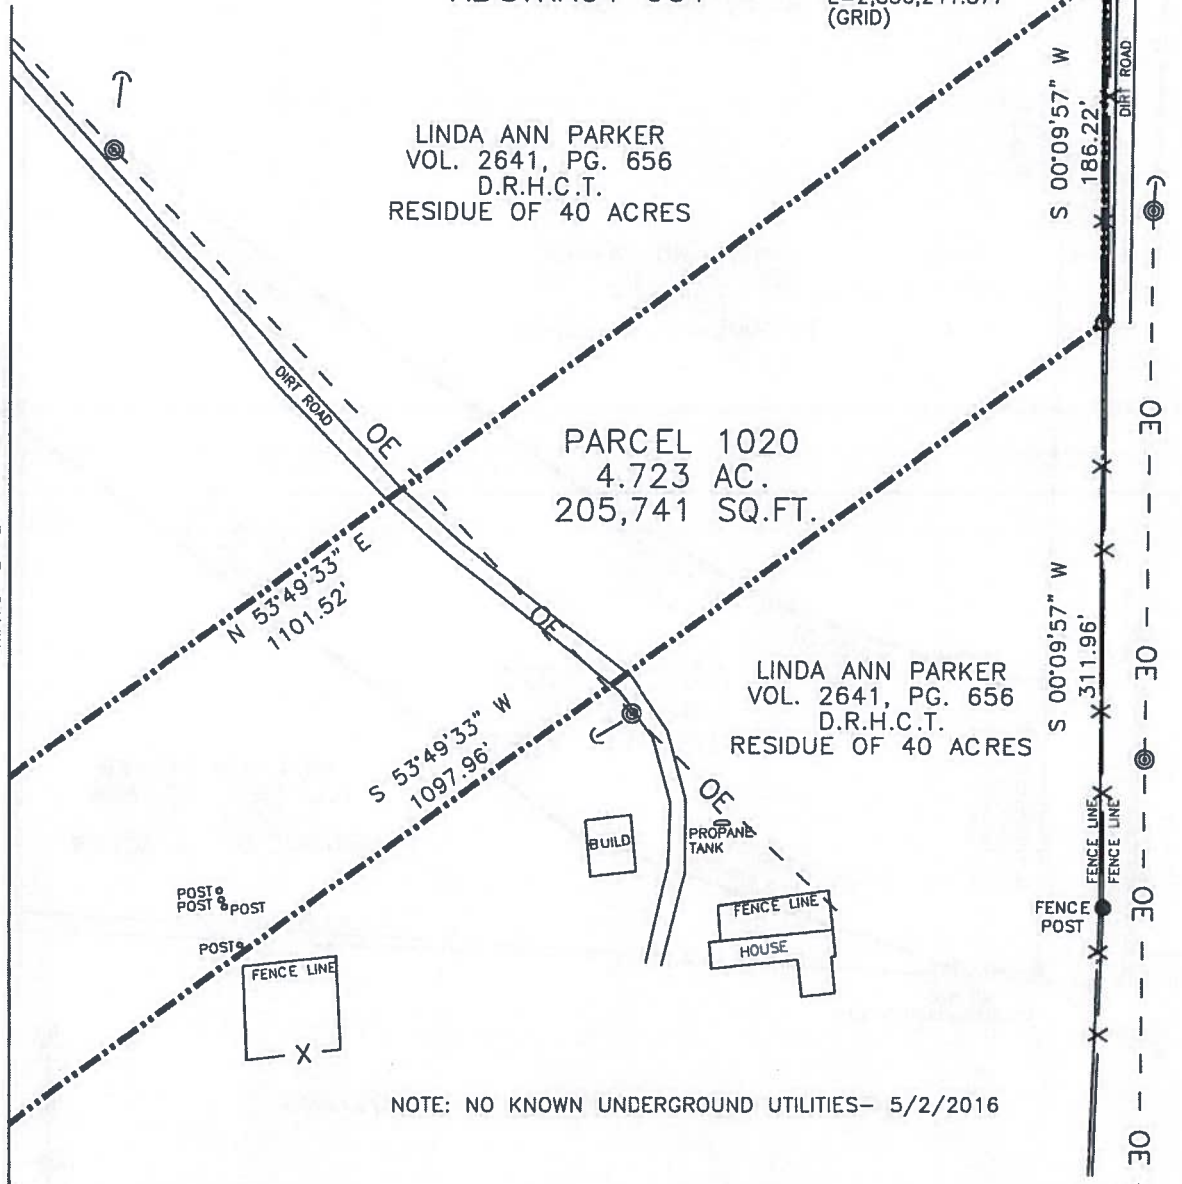 (GRID)
S 00°09'57" W
186.22'
DIRT ROAD
LINDA ANN PARKER
VOL. 2641, PG. 656
D.R.H.C.T.
RESIDUE OF 40 ACRES
DIRT ROAD
OE
OE
PARCEL 1020
4.723 AC.
205,741 SQ.FT.
N 53°49'33" E
1101.52'
OE
S 00°09'57" W
311.96'
OE
LINDA ANN PARKER
VOL. 2641, PG. 656
D.R.H.C.T.
RESIDUE OF 40 ACRES
S 53°49'33" W
1097.96'
OE
BUILD
PROPANE
TANK
FENCE LINE
FENCE LINE
POST
POST
POST
FENCE LINE
FENCE
POST
OE
POST
HOUSE
FENCE LINE
X
NOTE: NO KNOWN UNDERGROUND UTILITIES- 5/2/2016
OE